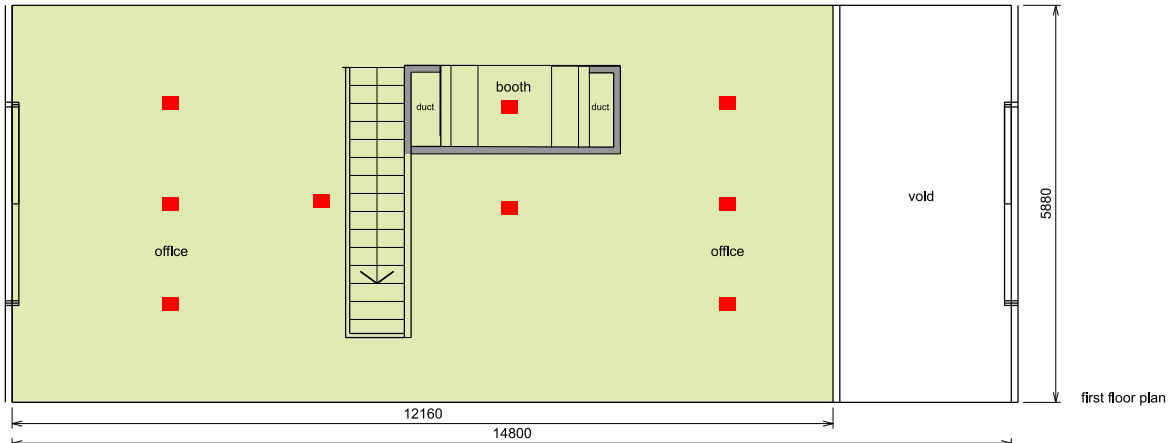 booth
duct
duct
void
5880
office
office
first floor plan
12160
14800